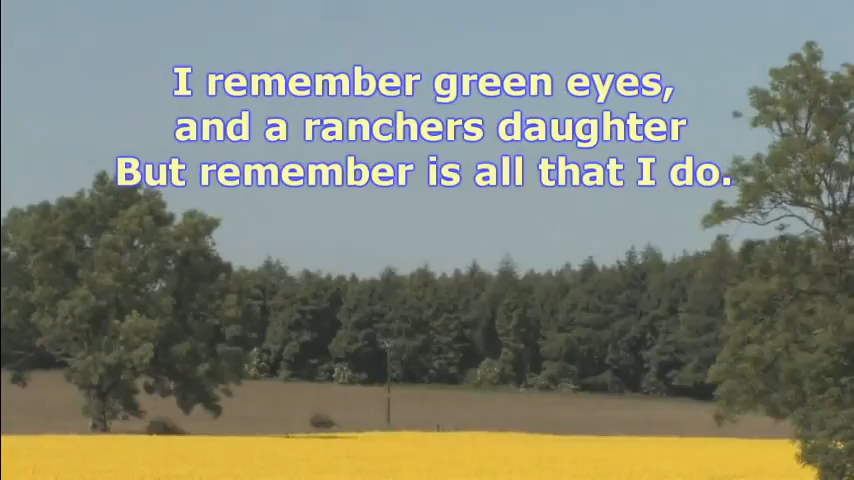 I remember green eyes,
and a ranchers daughter
But remember is all that I do.